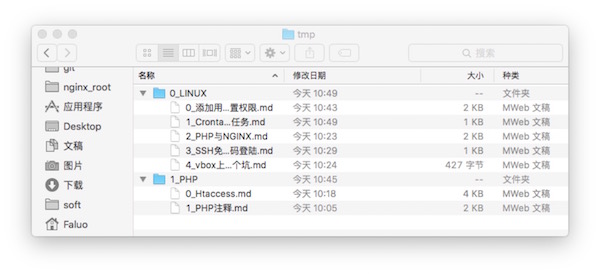 tmp
搜索
git
nginx_root
应用程序
Desktop
文稿
图片
下载
soft
Faluo
名称 修改日期 大小 种类
0_LINUX 今天 10:49 -- 文件夹
0_添加用...置权限.md 今天 10:43 2 KB MWeb 文稿
1_Cronta...任务.md 今天 10:49 1 KB MWeb 文稿
2_PHP与NGINX.md 今天 10:23 2 KB MWeb 文稿
3_SSH免...码登陆.md 今天 10:29 1 KB MWeb 文稿
4_vbox上...个坑.md 今天 10:24 427 字节 MWeb 文稿
1_PHP 今天 10:45 -- 文件夹
0_Htaccess.md 今天 10:18 4 KB MWeb 文稿
1_PHP注释.md 今天 10:05 2 KB MWeb 文稿